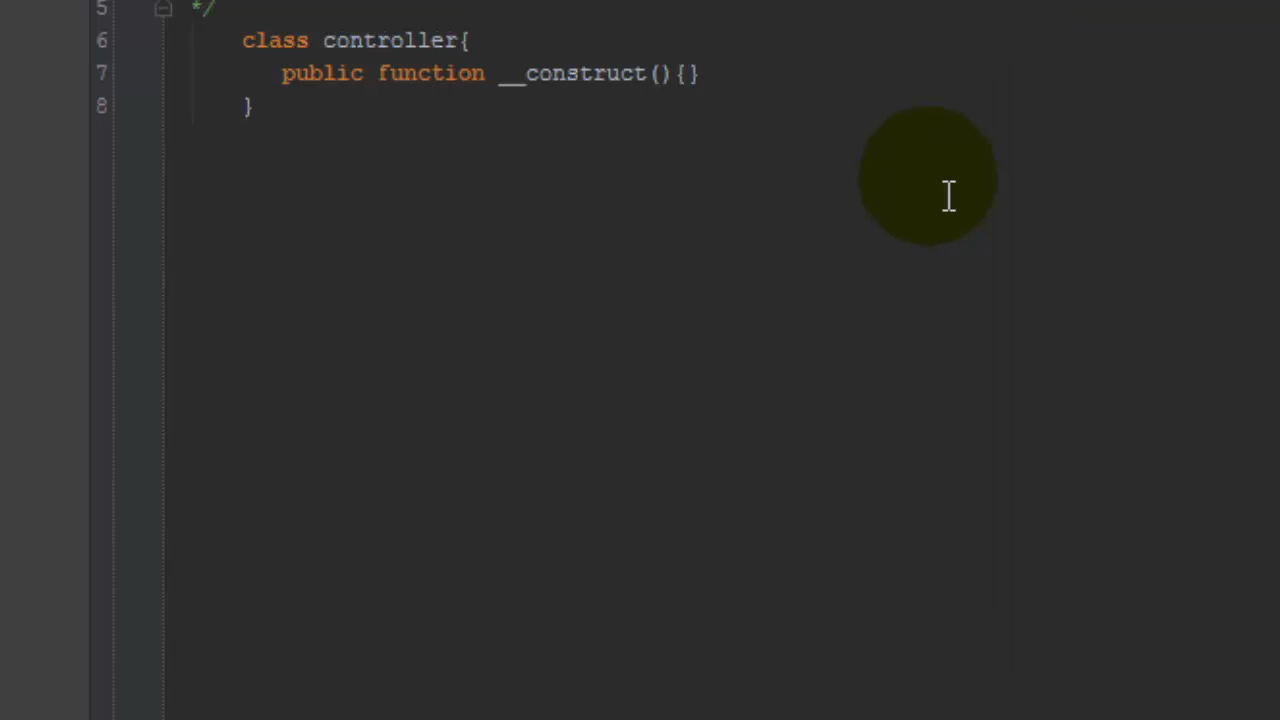 5 */
6 class controller{
7 public function __construct(){}
8 }